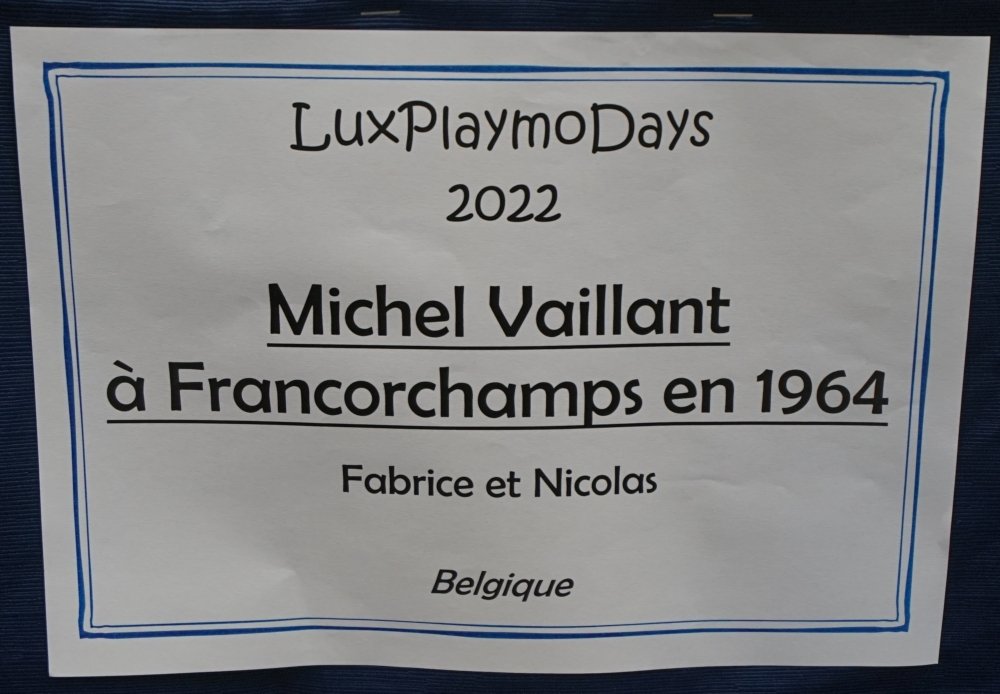 LuxPlaymoDays
2022
Michel Vaillant
à Francorchamps en 1964
Fabrice et Nicolas
Belgique